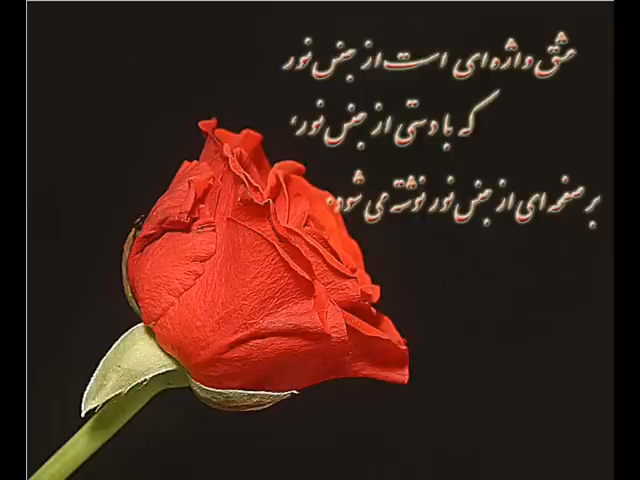 عشق واژه ای است از جنس نور
که با دستی از جنس نور،
بر صفحه ای از جنس نور نوشته می شود.